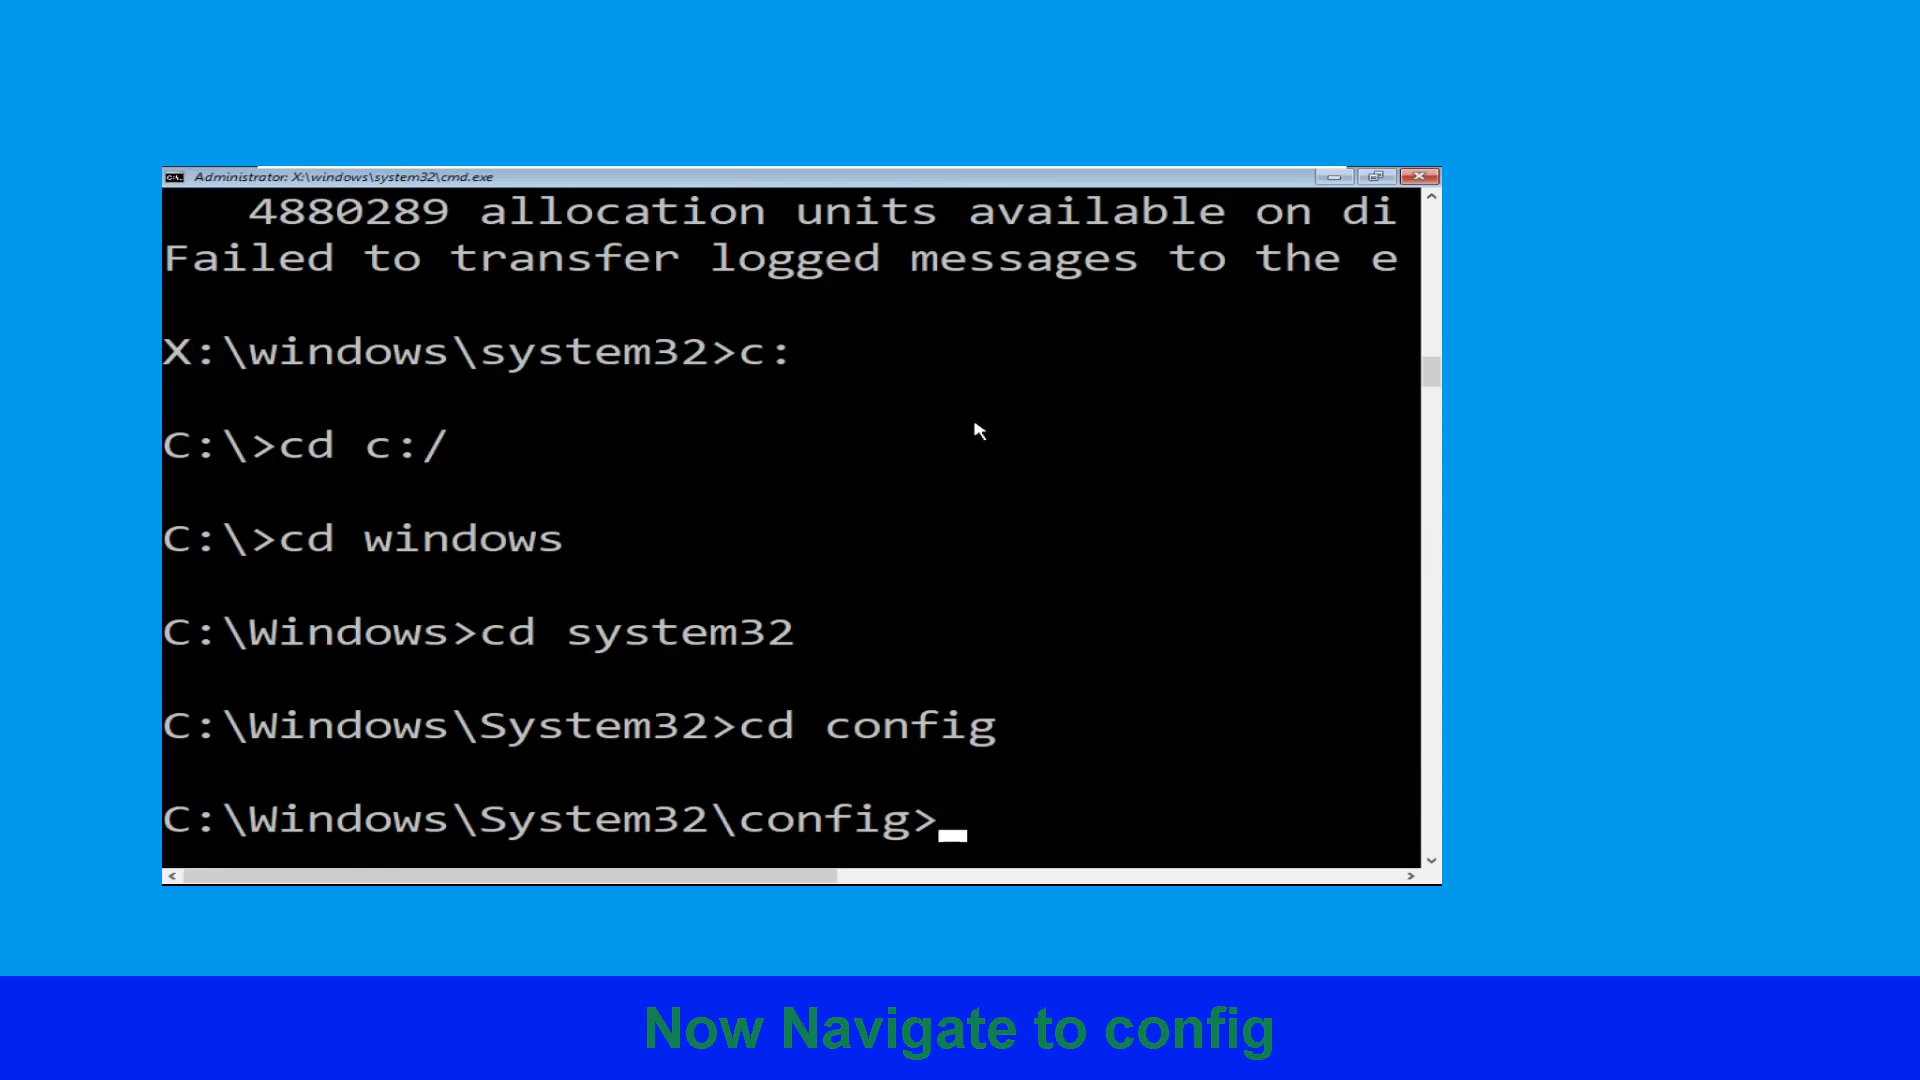 Administrator: X:\windows\system32\cmd.exe
4880289 allocation units available on di
Failed to transfer logged messages to the e
X:\windows\system32>c:
C:\>cd c:/
C:\>cd windows
C:\Windows>cd system32
C:\Windows\System32>cd config
C:\Windows\System32\config>
Now Navigate to config